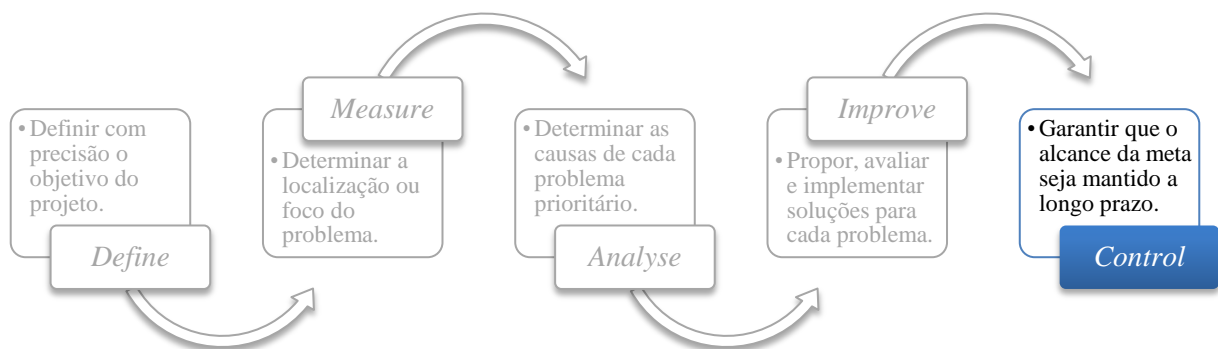 • Definir com
precisão o
objetivo do
projeto.
Define
Measure
• Determinar a
localização ou
foco do
problema.
• Determinar as
causas de cada
problema
prioritário.
Analyse
Improve
• Propor, avaliar
e implementar
soluções para
cada problema.
• Garantir que o
alcance da meta
seja mantido a
longo prazo.
Control